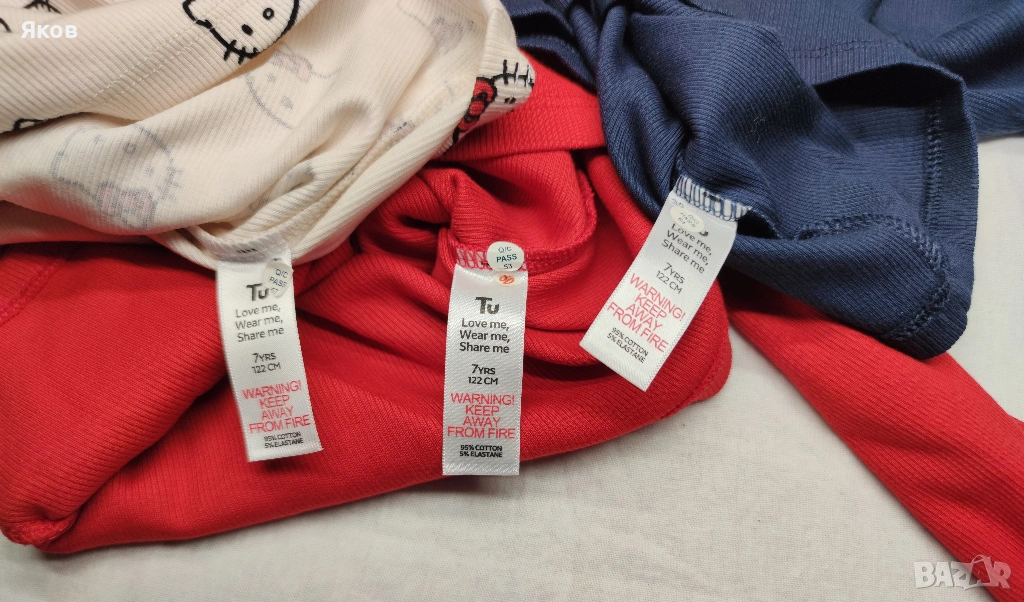 Яков
Q/C
PASS
Tu
Love me,
Wear me,
Share me
7YRS
122 CM
WARNING!
KEEP
AWAY
FROM FIRE
95% COTTON
5% ELASTANE
Q/C
PASS
53
Tu
Love me,
Wear me,
Share me
7YRS
122 CM
WARNING!
KEEP
AWAY
FROM FIRE
95% COTTON
5% ELASTANE
Love me,
Wear me,
Share me
7YRS
122 CM
WARNING!
KEEP
AWAY
FROM FIRE
95% COTTON
5% ELASTANE
BAZAR